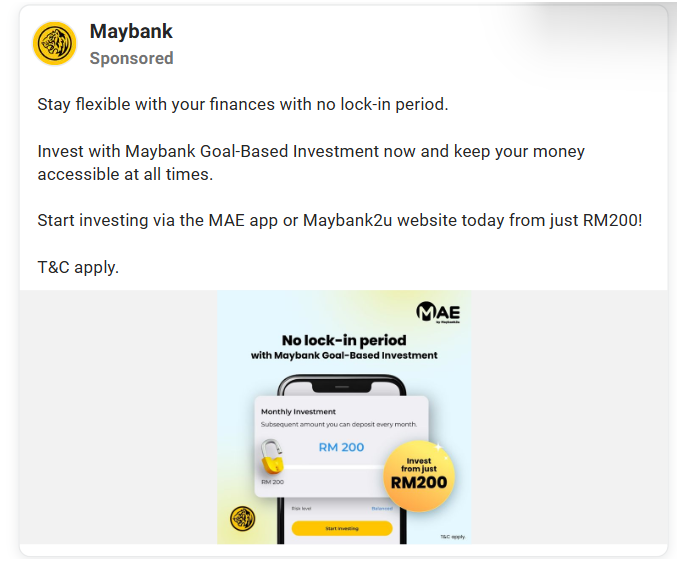 Maybank
Sponsored
Stay flexible with your finances with no lock-in period.
Invest with Maybank Goal-Based Investment now and keep your money
accessible at all times.
Start investing via the MAE app or Maybank2u website today from just RM200!
T&C apply.
MAE
by Maybank2u
No lock-in period
with Maybank Goal-Based Investment
Monthly Investment
Subsequent amount you can deposit every month.
RM 200
RM 200
Invest
from just
RM200
Risk level
Balanced
Start Investing
T&C apply.